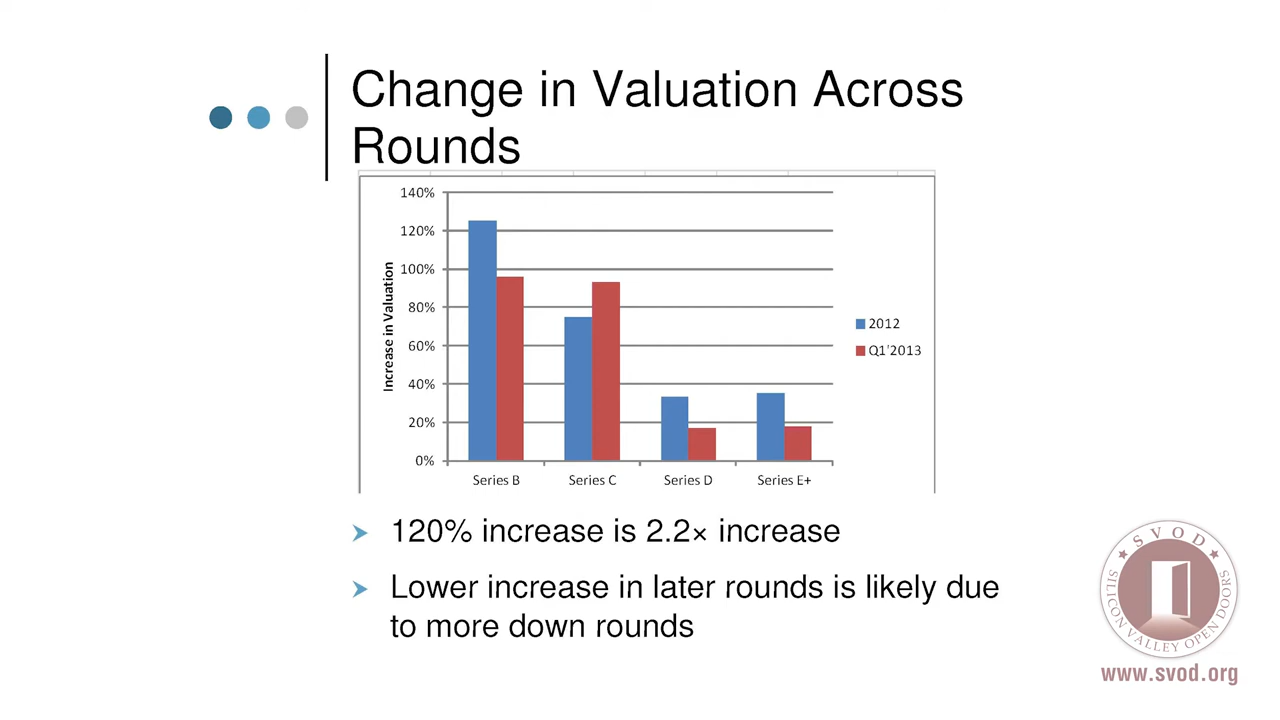 Change in Valuation Across
Rounds
140%
120%
100%
80%
60%
40%
20%
0%
Increase in Valuation
Series B
Series C
Series D
Series E+
2012
Q1'2013
120% increase is 2.2× increase
Lower increase in later rounds is likely due
to more down rounds
SVOD
SILICON VALLEY OPEN DOORS
www.svod.org